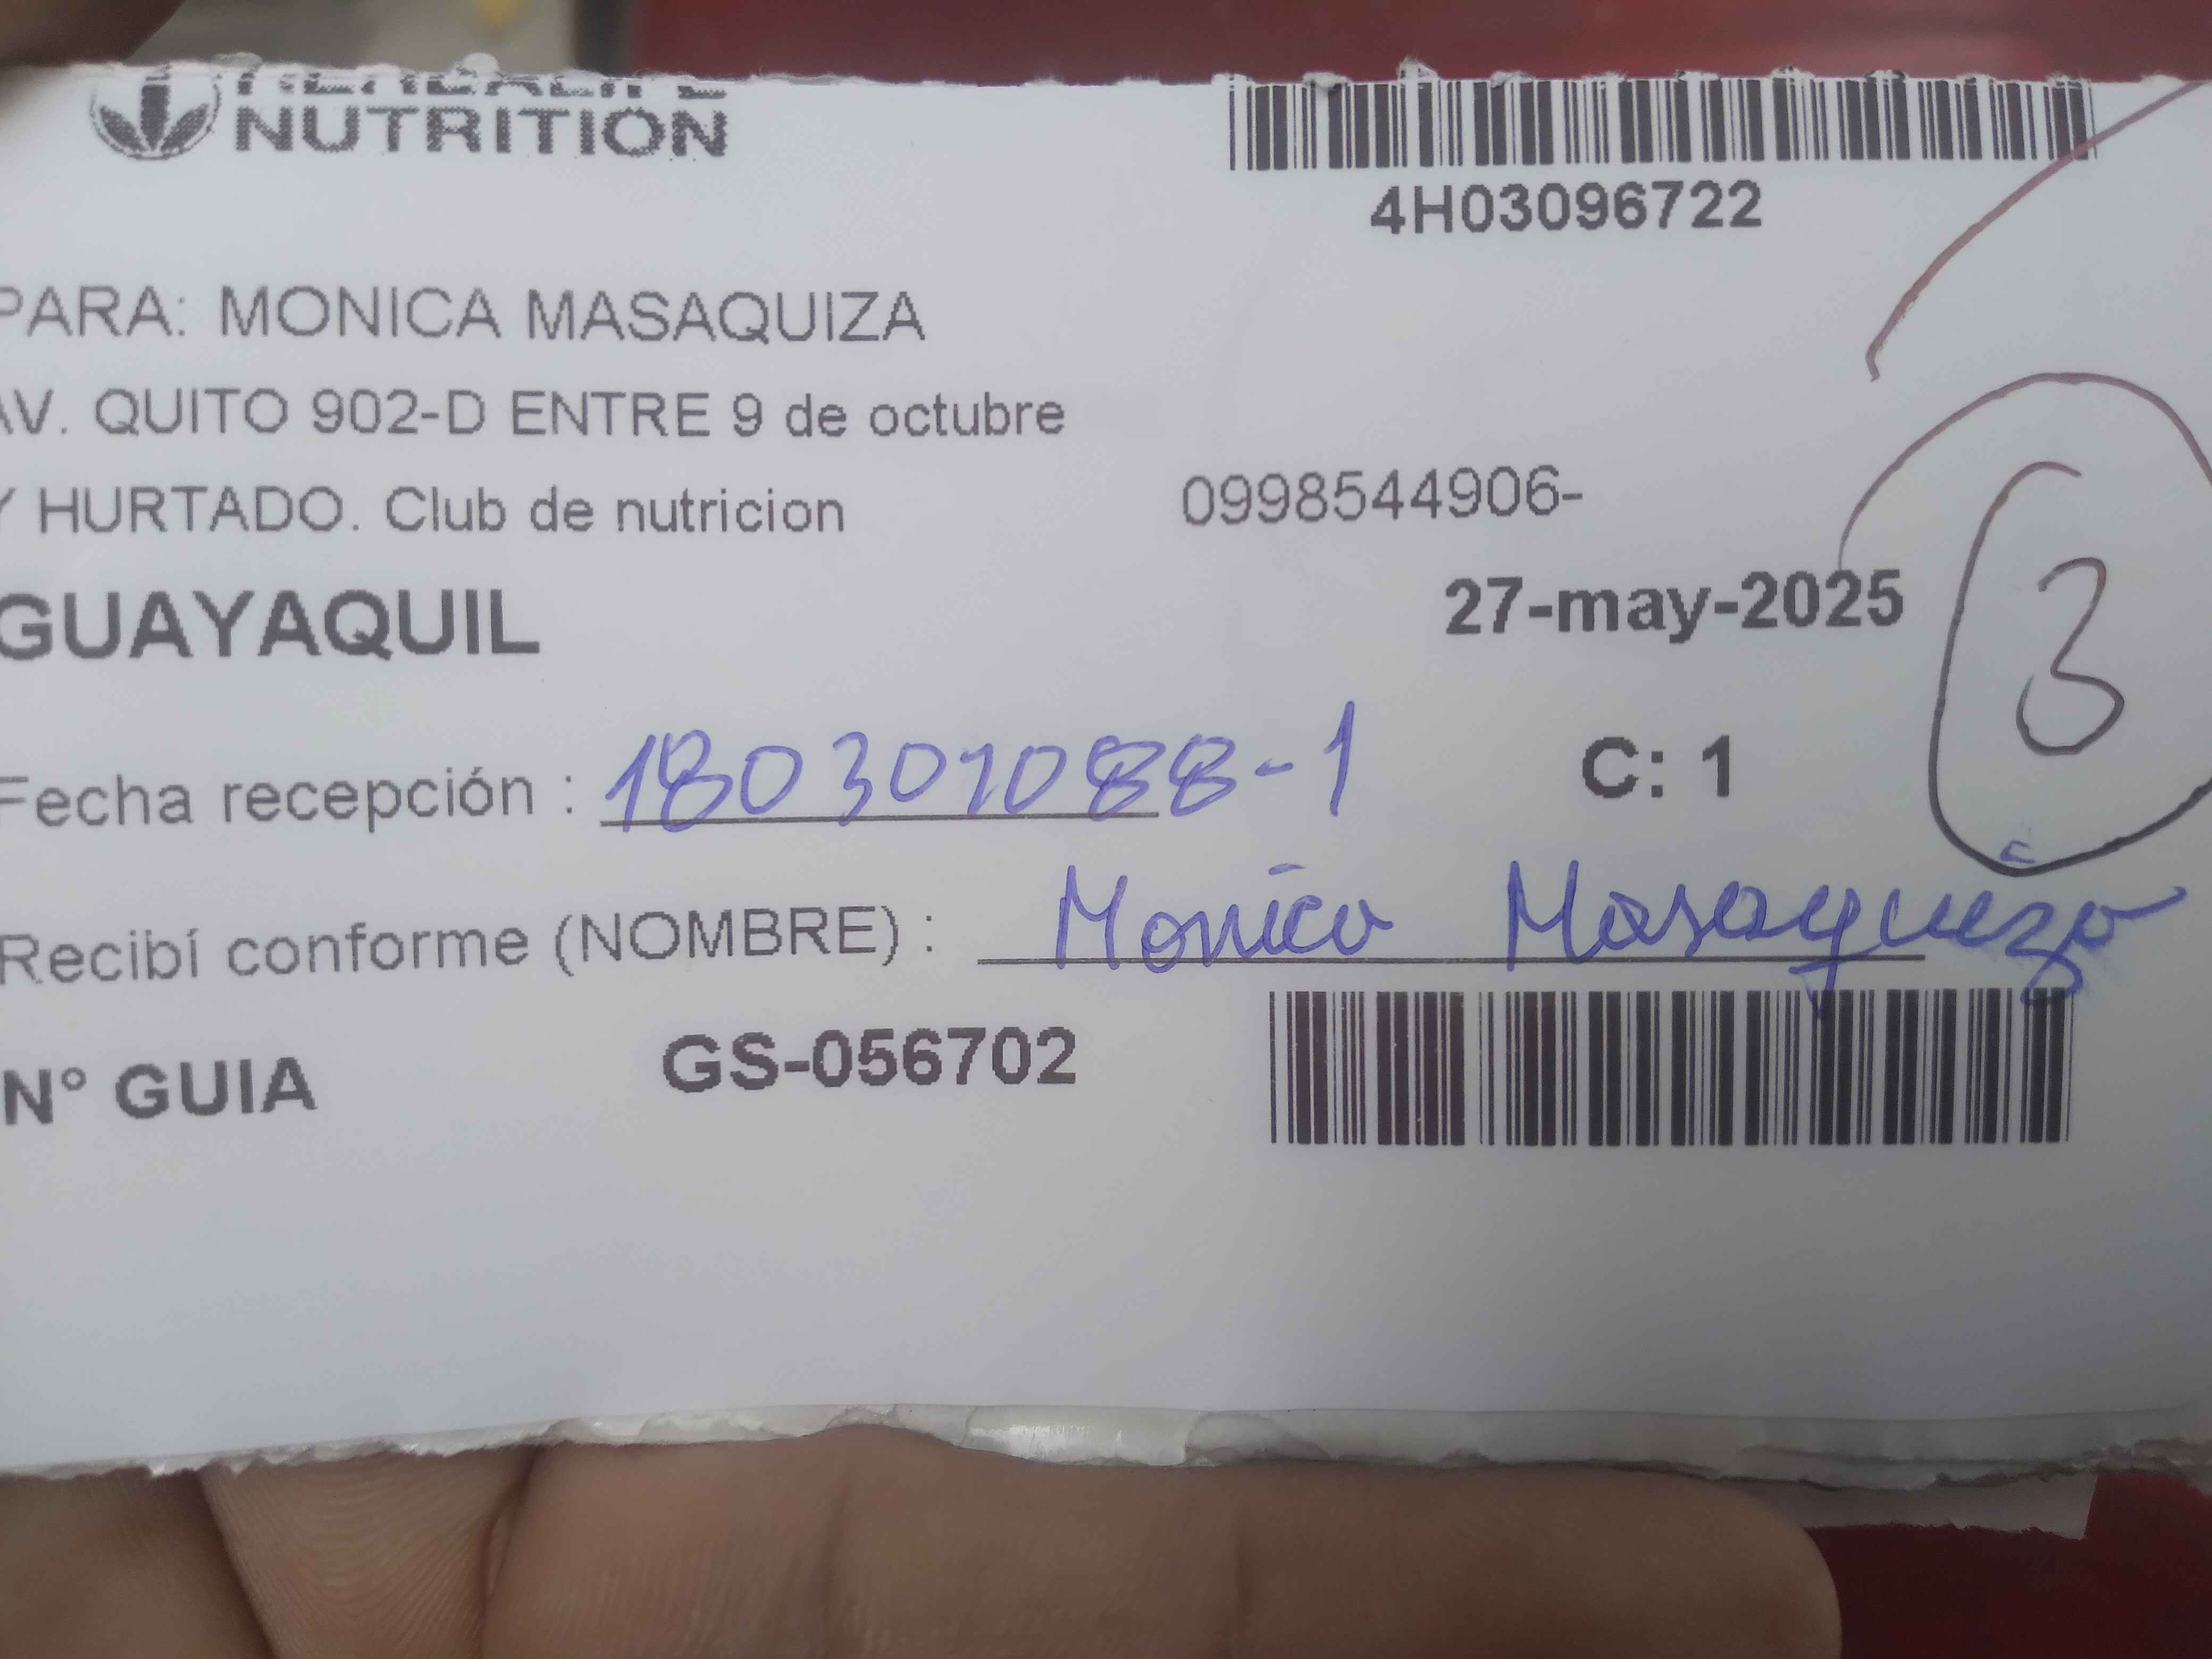 HERBALIFE
NUTRITION
4H03096722
PARA: MONICA MASAQUIZA
AV. QUITO 902-D ENTRE 9 de octubre
Y HURTADO. Club de nutricion 0998544906-
GUAYAQUIL 27-may-2025
3
Fecha recepción : 180301088-1 C: 1
Recibí conforme (NOMBRE) : Monica Masaquiza
N° GUIA GS-056702